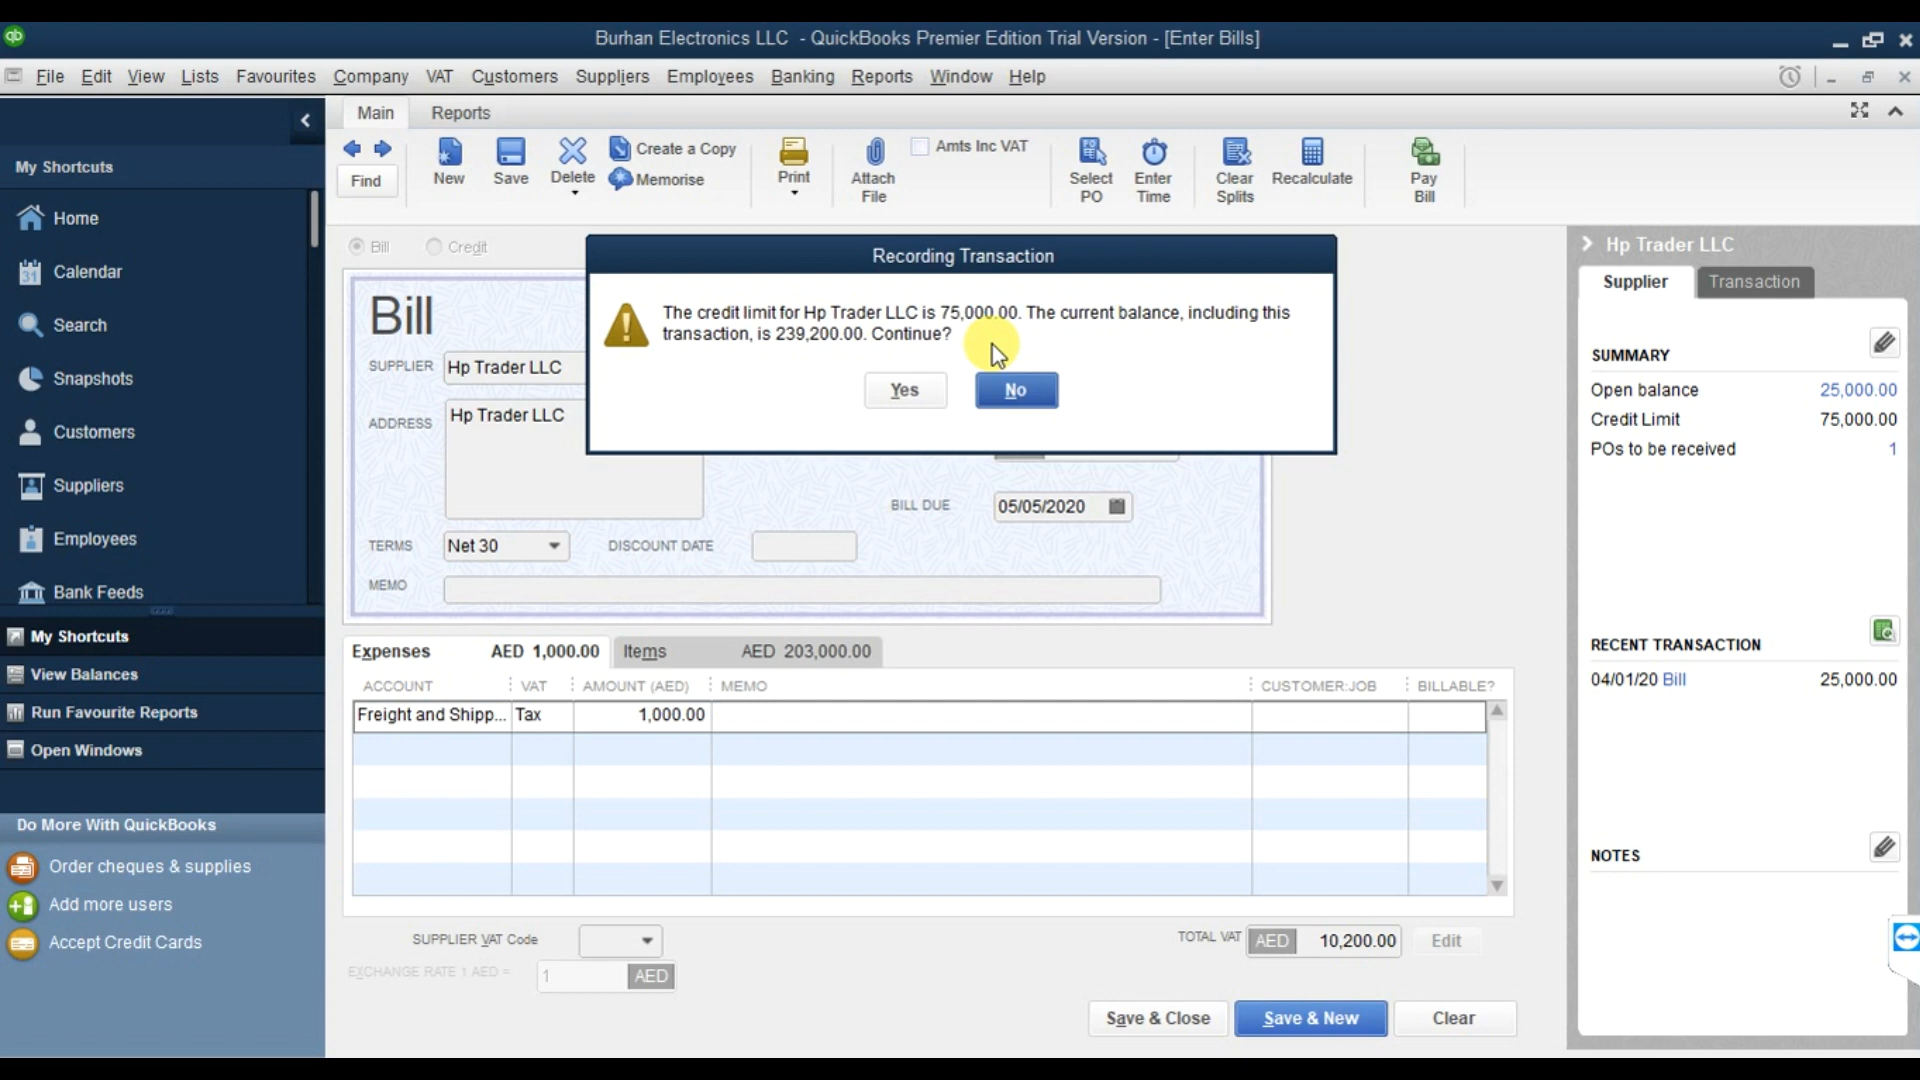 qb
Burhan Electronics LLC - QuickBooks Premier Edition Trial Version - [Enter Bills]
File Edit View Lists Favourites Company VAT Customers Suppliers Employees Banking Reports Window Help
Main Reports
Find
New
Save
Delete
Create a Copy
Memorise
Print
Attach File
Amts Inc VAT
Select PO
Enter Time
Clear Splits
Recalculate
Pay Bill
My Shortcuts
Home
31 Calendar
Search
Snapshots
Customers
Suppliers
Employees
Bank Feeds
My Shortcuts
View Balances
Run Favourite Reports
Open Windows
Do More With QuickBooks
Order cheques & supplies
Add more users
Accept Credit Cards
Bill Credit
Recording Transaction
The credit limit for Hp Trader LLC is 75,000.00. The current balance, including this
transaction, is 239,200.00. Continue?
Yes No
Bill
SUPPLIER Hp Trader LLC
ADDRESS Hp Trader LLC
BILL DUE 05/05/2020
TERMS Net 30 DISCOUNT DATE
MEMO
Expenses AED 1,000.00 Items AED 203,000.00
ACCOUNT VAT AMOUNT (AED) MEMO CUSTOMER:JOB BILLABLE?
Freight and Shipp... Tax 1,000.00
SUPPLIER VAT Code
TOTAL VAT AED 10,200.00 Edit
EXCHANGE RATE 1 AED = 1 AED
Save & Close Save & New Clear
Hp Trader LLC
Supplier Transaction
SUMMARY
Open balance 25,000.00
Credit Limit 75,000.00
POs to be received 1
RECENT TRANSACTION
04/01/20 Bill 25,000.00
NOTES